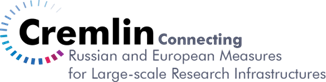 Cremlin Connecting
Russian and European Measures
for Large-scale Research Infrastructures